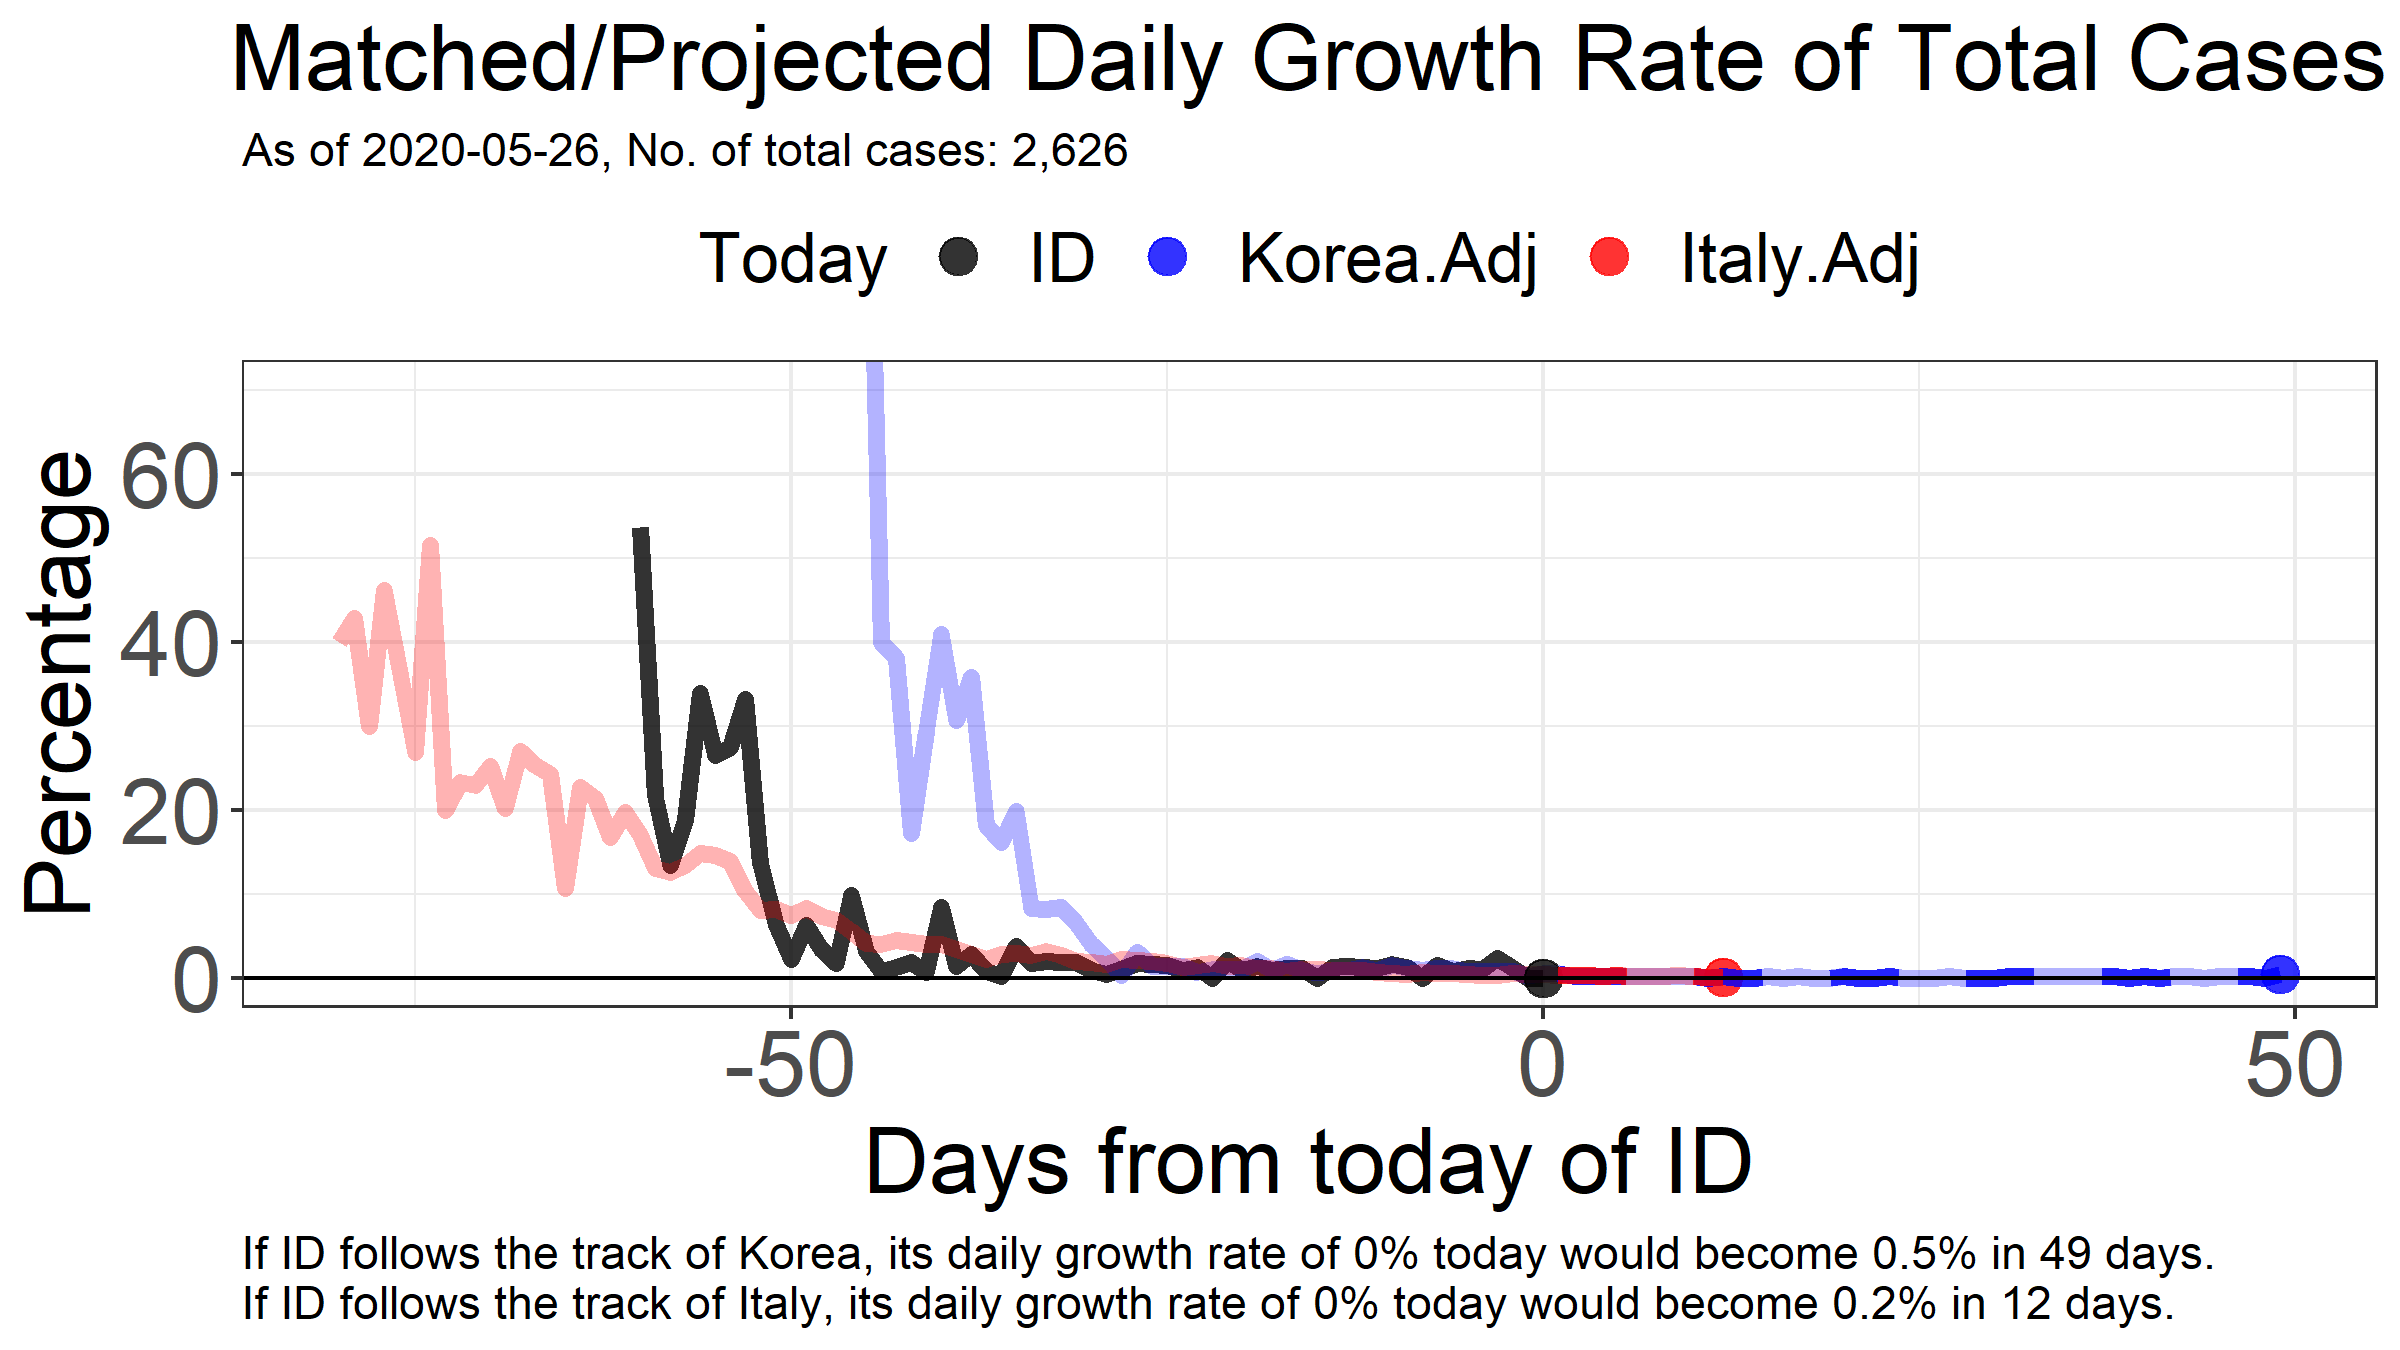 Matched/Projected Daily Growth Rate of Total Cases
As of 2020-05-26, No. of total cases: 2,626
Today ID Korea.Adj Italy.Adj
Percentage
60
40
20
0
-50 0 50
Days from today of ID
If ID follows the track of Korea, its daily growth rate of 0% today would become 0.5% in 49 days.
If ID follows the track of Italy, its daily growth rate of 0% today would become 0.2% in 12 days.